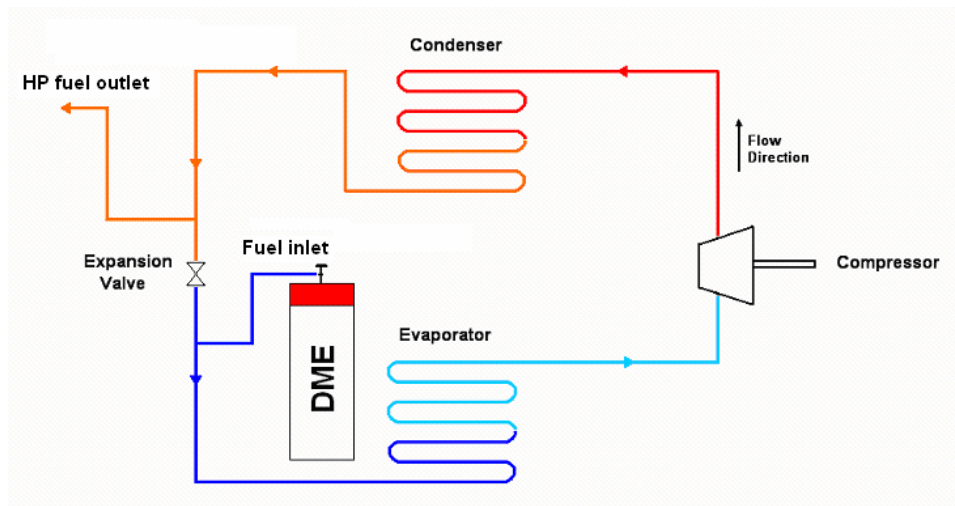 Condenser
HP fuel outlet
Flow
Direction
Fuel inlet
Expansion
Valve
Compressor
Evaporator
DME